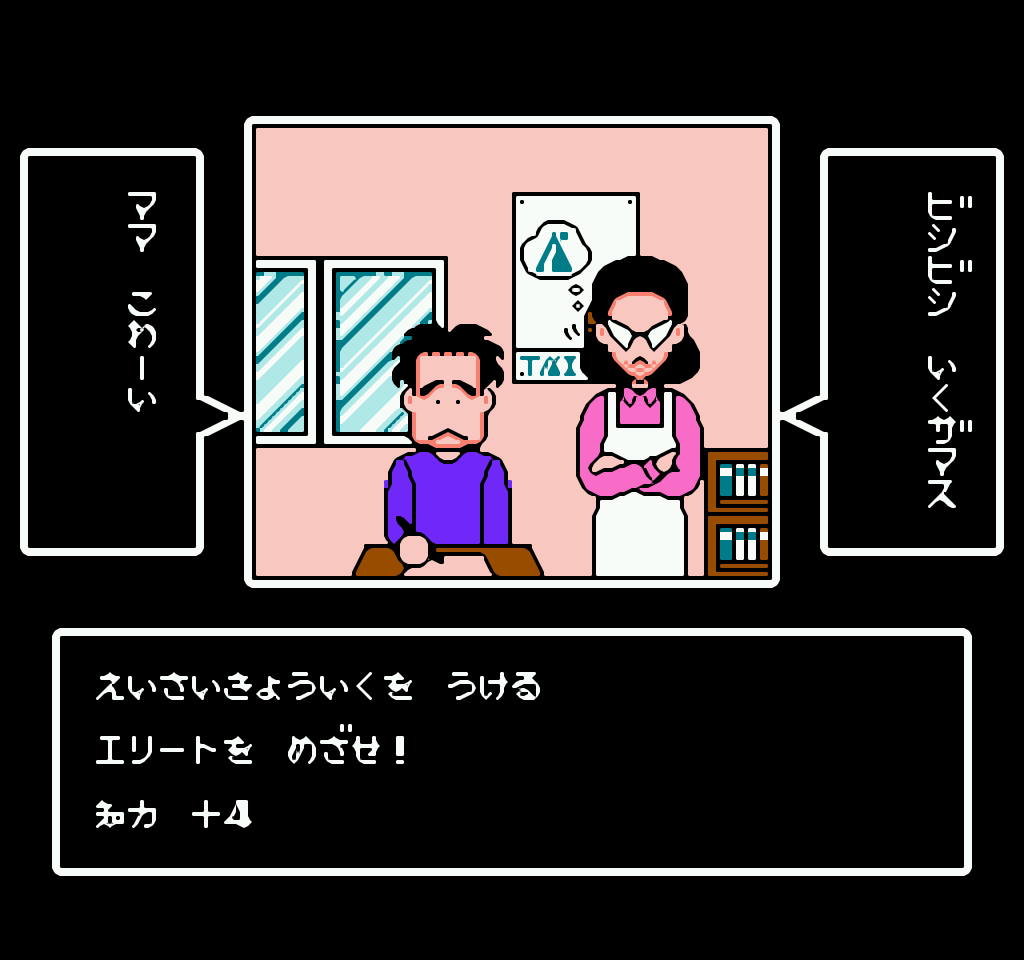 ビシビシ いくザマス
ママ こめーい
えいさいきょういくを うける
エリートを めざせ！
知力 ＋4